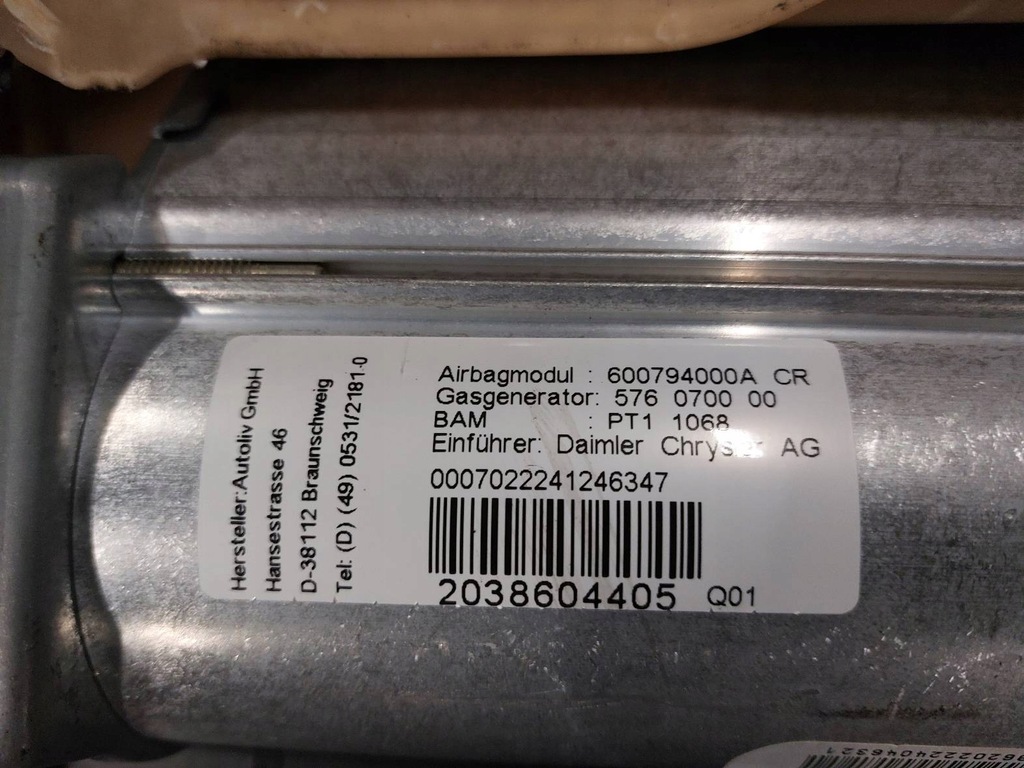 Hersteller:Autoliv GmbH
Hansestrasse 46
D-38112 Braunschweig
Tel: (D) (49) 0531/2181-0
Airbagmodul : 600794000A CR
Gasgenerator: 576 0700 00
BAM : PT1 1068
Einführer: Daimler Chrysler AG
0007022241246347
2038604405 Q01